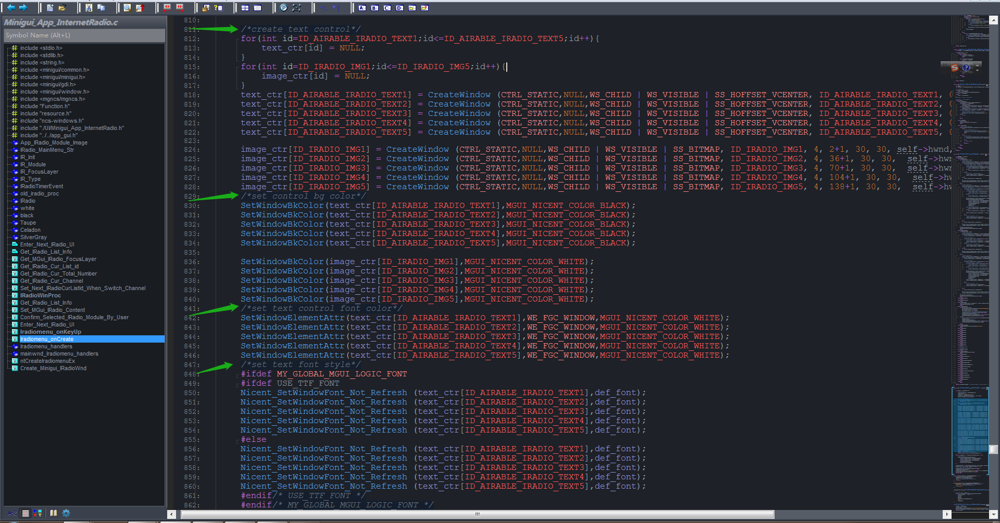 Minigui_App_InternetRadio.c
Symbol Name (Alt+L)
include <stdio.h>
include <stdlib.h>
include <string.h>
include <minigui/common.h>
include <minigui/minigui.h>
include <minigui/gdi.h>
include <minigui/window.h>
include <mgncs/mgncs.h>
include "Function.h"
include "resource.h"
include "ncs-windows.h"
include "./UI/Minigui_App_InternetRadio.h"
include "../../app_gui.h"
App_IRadio_Module_Image
IRadio_MainMenu_Str
IR_Init
IR_Module
IR_FocusLayer
IR_Type
IRadioTimerEvent
old_iradio_proc
IRadio
white
black
Taupe
Celadon
SilverGray
Enter_Next_IRadio_UI
Get_IRadio_List_Info
Get_MGui_IRadio_FocusLayer
Get_IRadio_Cur_List_id
Get_IRadio_Cur_Total_Number
Get_IRadio_Cur_Channel
Set_Next_IRadioCurListId_When_Switch_Channel
IRadioWinProc
Get_IRadio_List_Info
Set_MGui_IRadio_Content
Confirm_Selected_IRadio_Module_By_User
Enter_Next_IRadio_UI
Iradiomenu_onKeyUp
Iradiomenu_onCreate
Iradiomenu_handlers
mainwnd_Iradiomenu_handlers
ntCreateIradiomenuEx
Create_Minigui_IRadioWnd
810:
811: /*create text control*/
812: for(int id=ID_AIRABLE_IRADIO_TEXT1;id<=ID_AIRABLE_IRADIO_TEXT5;id++){
813: text_ctr[id] = NULL;
814: }
815: for(int id=ID_IRADIO_IMG1;id<=ID_IRADIO_IMG5;id++){
816: image_ctr[id] = NULL;
817: }
818: text_ctr[ID_AIRABLE_IRADIO_TEXT1] = CreateWindow (CTRL_STATIC,NULL,WS_CHILD | WS_VISIBLE | SS_HOFFSET_VCENTER, ID_AIRABLE_IRADIO_TEXT1,
819: text_ctr[ID_AIRABLE_IRADIO_TEXT2] = CreateWindow (CTRL_STATIC,NULL,WS_CHILD | WS_VISIBLE | SS_HOFFSET_VCENTER, ID_AIRABLE_IRADIO_TEXT2,
820: text_ctr[ID_AIRABLE_IRADIO_TEXT3] = CreateWindow (CTRL_STATIC,NULL,WS_CHILD | WS_VISIBLE | SS_HOFFSET_VCENTER, ID_AIRABLE_IRADIO_TEXT3,
821: text_ctr[ID_AIRABLE_IRADIO_TEXT4] = CreateWindow (CTRL_STATIC,NULL,WS_CHILD | WS_VISIBLE | SS_HOFFSET_VCENTER, ID_AIRABLE_IRADIO_TEXT4,
822: text_ctr[ID_AIRABLE_IRADIO_TEXT5] = CreateWindow (CTRL_STATIC,NULL,WS_CHILD | WS_VISIBLE | SS_HOFFSET_VCENTER, ID_AIRABLE_IRADIO_TEXT5,
823:
824: image_ctr[ID_IRADIO_IMG1] = CreateWindow (CTRL_STATIC,NULL,WS_CHILD | WS_VISIBLE | SS_BITMAP, ID_IRADIO_IMG1, 4, 2+1, 30, 30, self->hwnd,
825: image_ctr[ID_IRADIO_IMG2] = CreateWindow (CTRL_STATIC,NULL,WS_CHILD | WS_VISIBLE | SS_BITMAP, ID_IRADIO_IMG2, 4, 36+1, 30, 30, self->hwn
826: image_ctr[ID_IRADIO_IMG3] = CreateWindow (CTRL_STATIC,NULL,WS_CHILD | WS_VISIBLE | SS_BITMAP, ID_IRADIO_IMG3, 4, 70+1, 30, 30, self->hwn
827: image_ctr[ID_IRADIO_IMG4] = CreateWindow (CTRL_STATIC,NULL,WS_CHILD | WS_VISIBLE | SS_BITMAP, ID_IRADIO_IMG4, 4, 104+1, 30, 30, self->hw
828: image_ctr[ID_IRADIO_IMG5] = CreateWindow (CTRL_STATIC,NULL,WS_CHILD | WS_VISIBLE | SS_BITMAP, ID_IRADIO_IMG5, 4, 138+1, 30, 30, self->hw
829: /*set control bg color*/
830: SetWindowBkColor(text_ctr[ID_AIRABLE_IRADIO_TEXT1],MGUI_NICENT_COLOR_BLACK);
831: SetWindowBkColor(text_ctr[ID_AIRABLE_IRADIO_TEXT2],MGUI_NICENT_COLOR_BLACK);
832: SetWindowBkColor(text_ctr[ID_AIRABLE_IRADIO_TEXT3],MGUI_NICENT_COLOR_BLACK);
833: SetWindowBkColor(text_ctr[ID_AIRABLE_IRADIO_TEXT4],MGUI_NICENT_COLOR_BLACK);
834: SetWindowBkColor(text_ctr[ID_AIRABLE_IRADIO_TEXT5],MGUI_NICENT_COLOR_BLACK);
835:
836: SetWindowBkColor(image_ctr[ID_IRADIO_IMG1],MGUI_NICENT_COLOR_WHITE);
837: SetWindowBkColor(image_ctr[ID_IRADIO_IMG2],MGUI_NICENT_COLOR_WHITE);
838: SetWindowBkColor(image_ctr[ID_IRADIO_IMG3],MGUI_NICENT_COLOR_WHITE);
839: SetWindowBkColor(image_ctr[ID_IRADIO_IMG4],MGUI_NICENT_COLOR_WHITE);
840: SetWindowBkColor(image_ctr[ID_IRADIO_IMG5],MGUI_NICENT_COLOR_WHITE);
841: /*set text control font color*/
842: SetWindowElementAttr(text_ctr[ID_AIRABLE_IRADIO_TEXT1],WE_FGC_WINDOW,MGUI_NICENT_COLOR_WHITE);
843: SetWindowElementAttr(text_ctr[ID_AIRABLE_IRADIO_TEXT2],WE_FGC_WINDOW,MGUI_NICENT_COLOR_WHITE);
844: SetWindowElementAttr(text_ctr[ID_AIRABLE_IRADIO_TEXT3],WE_FGC_WINDOW,MGUI_NICENT_COLOR_WHITE);
845: SetWindowElementAttr(text_ctr[ID_AIRABLE_IRADIO_TEXT4],WE_FGC_WINDOW,MGUI_NICENT_COLOR_WHITE);
846: SetWindowElementAttr(text_ctr[ID_AIRABLE_IRADIO_TEXT5],WE_FGC_WINDOW,MGUI_NICENT_COLOR_WHITE);
847: /*set text font style*/
848: #ifdef MY_GLOBAL_MGUI_LOGIC_FONT
849: #ifdef USE_TTF_FONT
850: Nicent_SetWindowFont_Not_Refresh (text_ctr[ID_AIRABLE_IRADIO_TEXT1],def_font);
851: Nicent_SetWindowFont_Not_Refresh (text_ctr[ID_AIRABLE_IRADIO_TEXT2],def_font);
852: Nicent_SetWindowFont_Not_Refresh (text_ctr[ID_AIRABLE_IRADIO_TEXT3],def_font);
853: Nicent_SetWindowFont_Not_Refresh (text_ctr[ID_AIRABLE_IRADIO_TEXT4],def_font);
854: Nicent_SetWindowFont_Not_Refresh (text_ctr[ID_AIRABLE_IRADIO_TEXT5],def_font);
855: #else
856: Nicent_SetWindowFont_Not_Refresh (text_ctr[ID_AIRABLE_IRADIO_TEXT1],def_font);
857: Nicent_SetWindowFont_Not_Refresh (text_ctr[ID_AIRABLE_IRADIO_TEXT2],def_font);
858: Nicent_SetWindowFont_Not_Refresh (text_ctr[ID_AIRABLE_IRADIO_TEXT3],def_font);
859: Nicent_SetWindowFont_Not_Refresh (text_ctr[ID_AIRABLE_IRADIO_TEXT4],def_font);
860: Nicent_SetWindowFont_Not_Refresh (text_ctr[ID_AIRABLE_IRADIO_TEXT5],def_font);
861: #endif/* USE_TTF_FONT */
862: #endif/* MY_GLOBAL_MGUI_LOGIC_FONT */